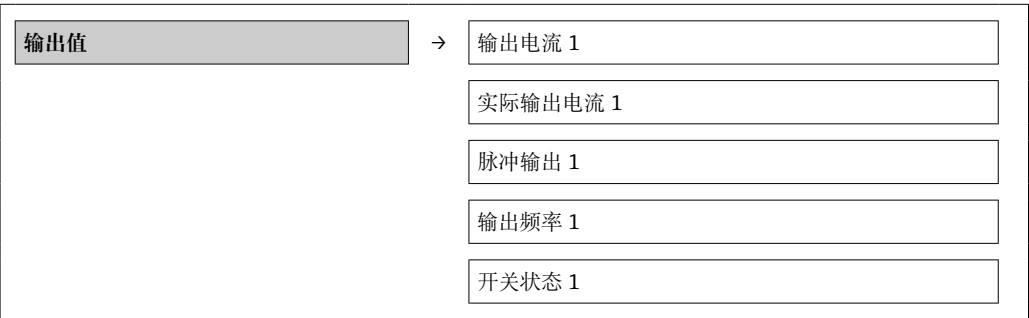 输出值 → 输出电流 1
实际输出电流 1
脉冲输出 1
输出频率 1
开关状态 1